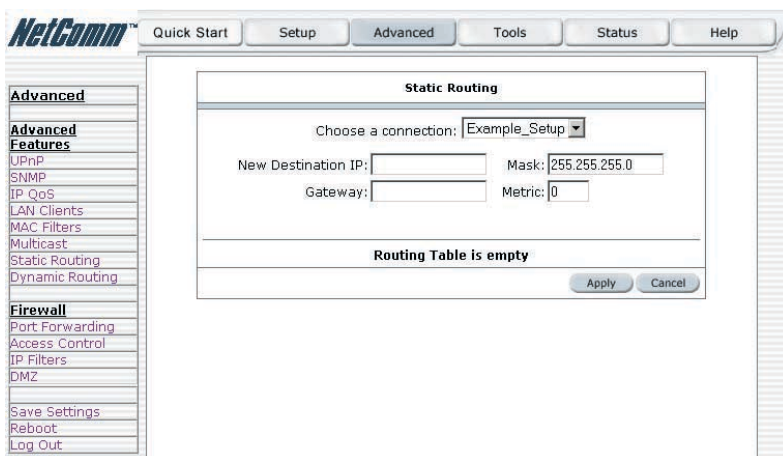 NetComm™
Quick Start Setup Advanced Tools Status Help
Advanced
Advanced
Features
UPnP
SNMP
IP QoS
LAN Clients
MAC Filters
Multicast
Static Routing
Dynamic Routing
Firewall
Port Forwarding
Access Control
IP Filters
DMZ
Save Settings
Reboot
Log Out
Static Routing
Choose a connection: Example_Setup
New Destination IP: Mask: 255.255.255.0
Gateway: Metric: 0
Routing Table is empty
Apply Cancel